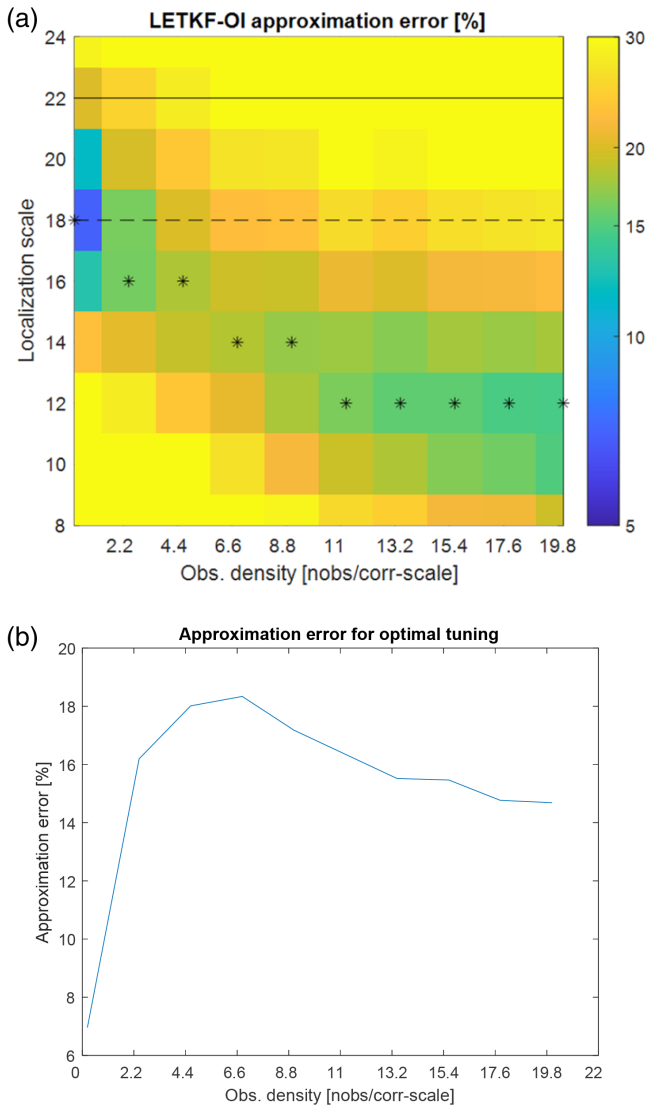 (a)
LETKF-OI approximation error [%]
24
22
20
18
16
14
12
10
8
Localization scale
2.2 4.4 6.6 8.8 11 13.2 15.4 17.6 19.8
Obs. density [nobs/corr-scale]
30
20
15
10
5
(b)
Approximation error for optimal tuning
20
18
16
14
12
10
8
6
Approximation error [%]
0 2.2 4.4 6.6 8.8 11 13.2 15.4 17.6 19.8 22
Obs. density [nobs/corr-scale]